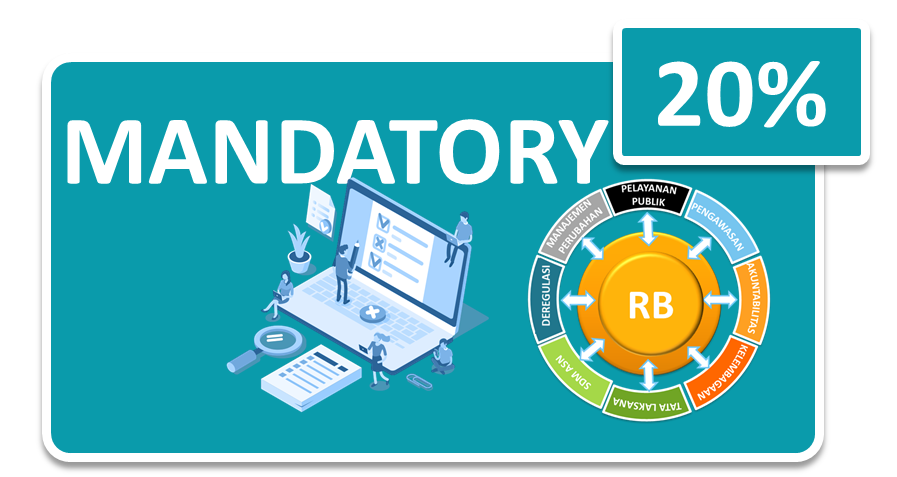 20%
MANDATORY
PELAYANAN
PUBLIK
PENGAWASAN
AKUNTABILITAS
KELEMBAGAAN
TATA LAKSANA
SDM ASN
DEREGULASI
MANAJEMEN
PERUBAHAN
RB